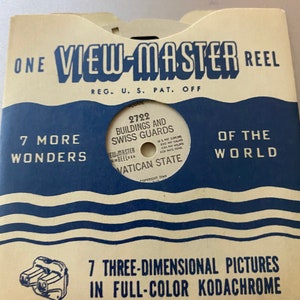 ONE VIEW-MASTER REEL
REG. U. S. PAT. OFF
7 MORE WONDERS
OF THE WORLD
2722
BUILDINGS AND
SWISS GUARDS
VATICAN STATE
7 THREE-DIMENSIONAL PICTURES
IN FULL-COLOR KODACHROME